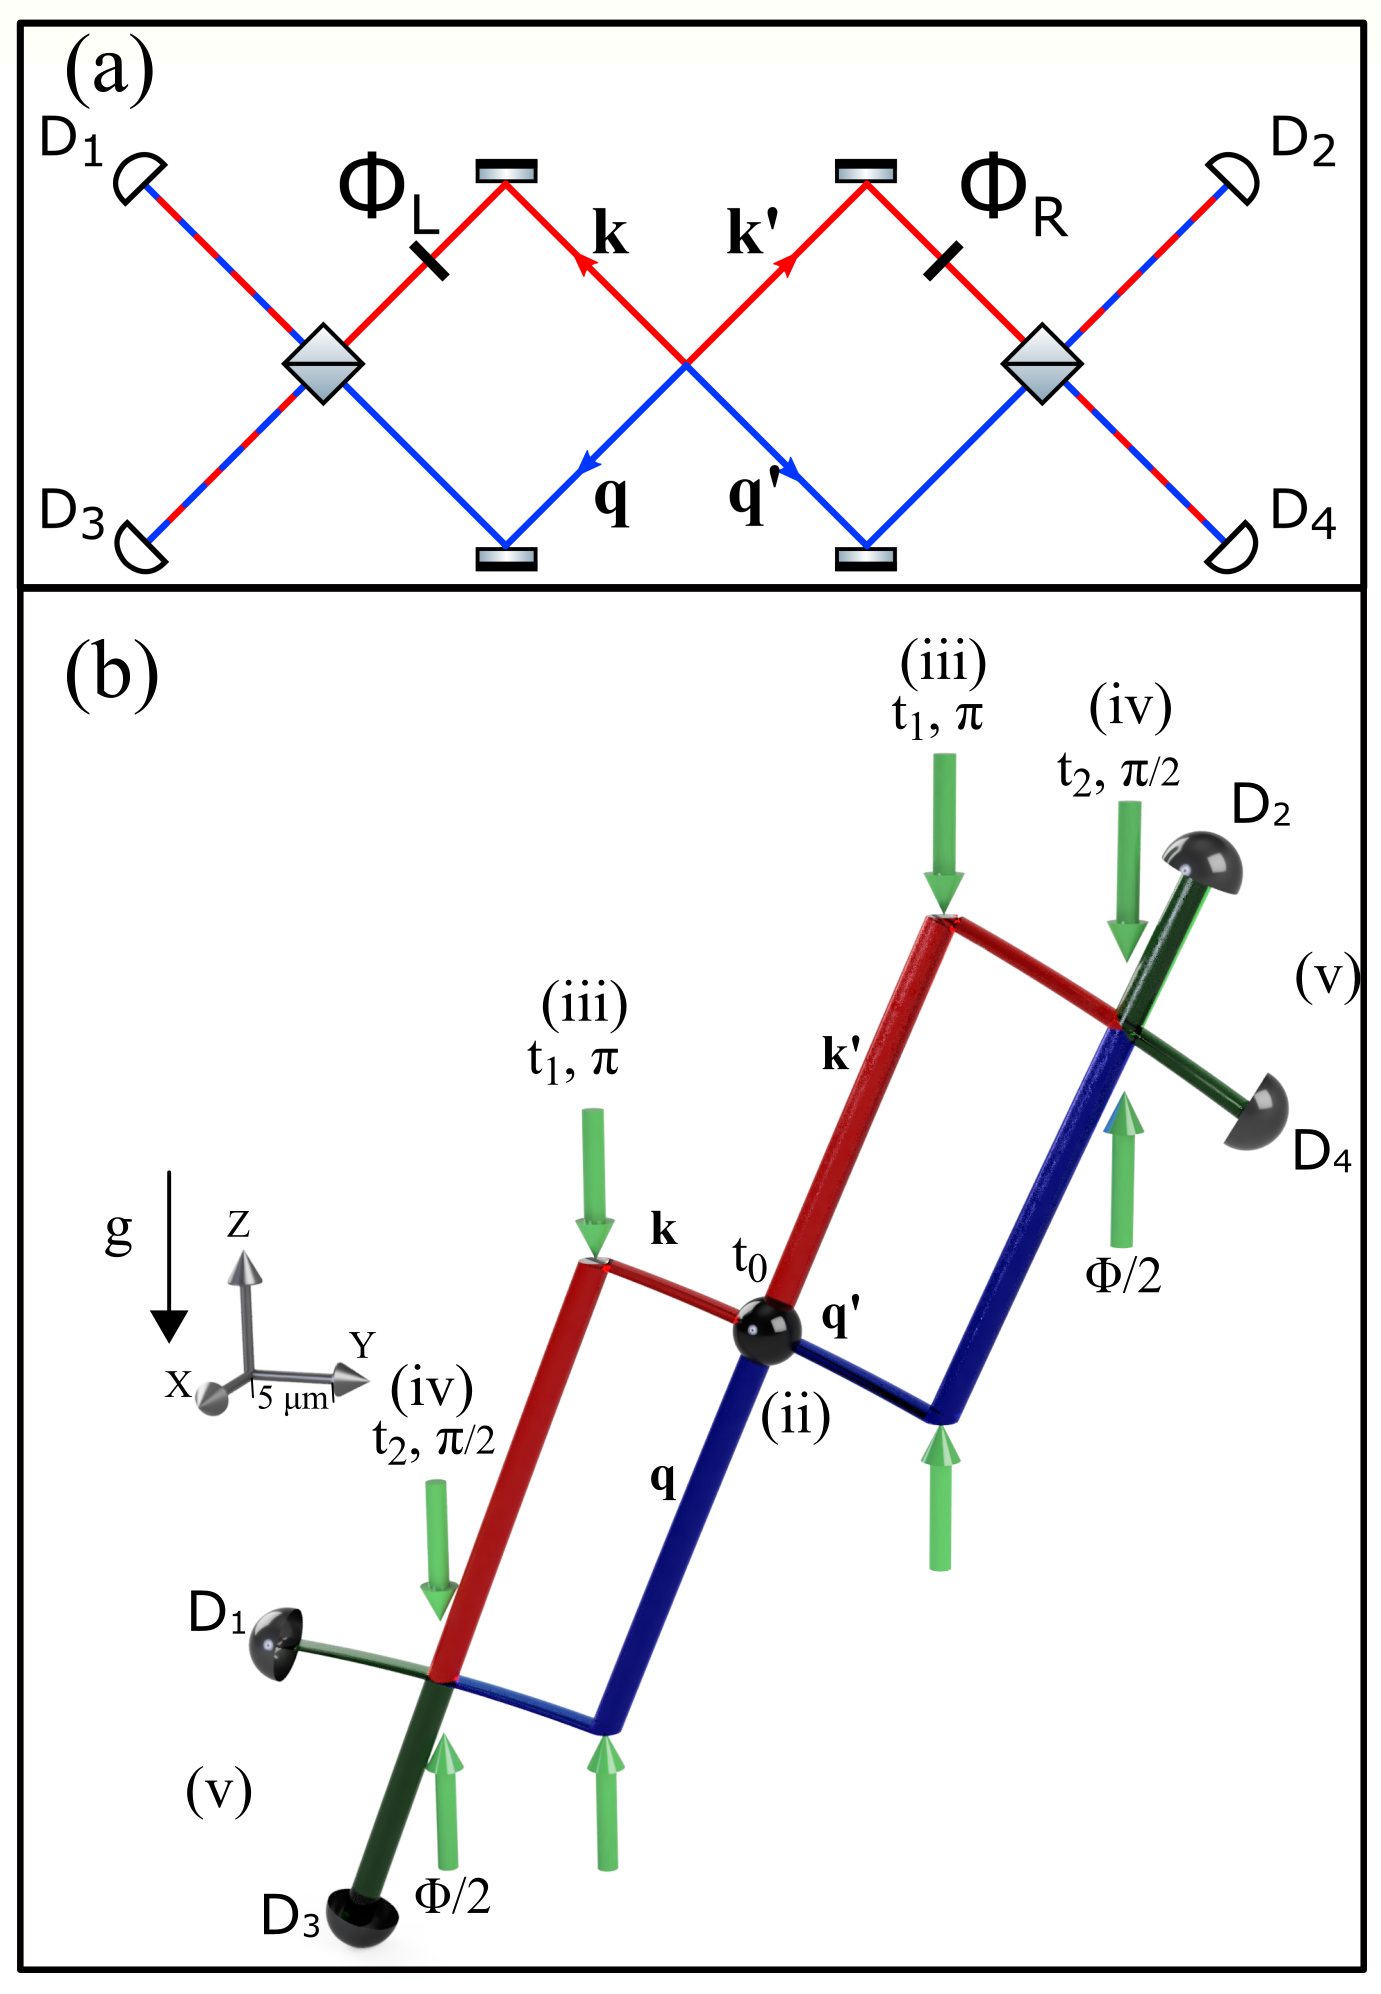 (a)
D1
ΦL
k
k'
ΦR
D2
D3
q
q'
D4
(b)
(iii)
t1, π
(iv)
t2, π/2
D2
(v)
(iii)
t1, π
k'
D4
k
t0
q'
Φ/2
g
Z
Y
X
5 μm
(iv)
t2, π/2
(ii)
q
D1
(v)
Φ/2
D3